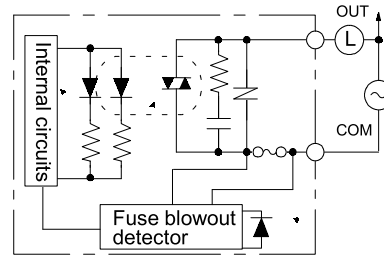 OUT
L
Internal circuits
COM
Fuse blowout
detector